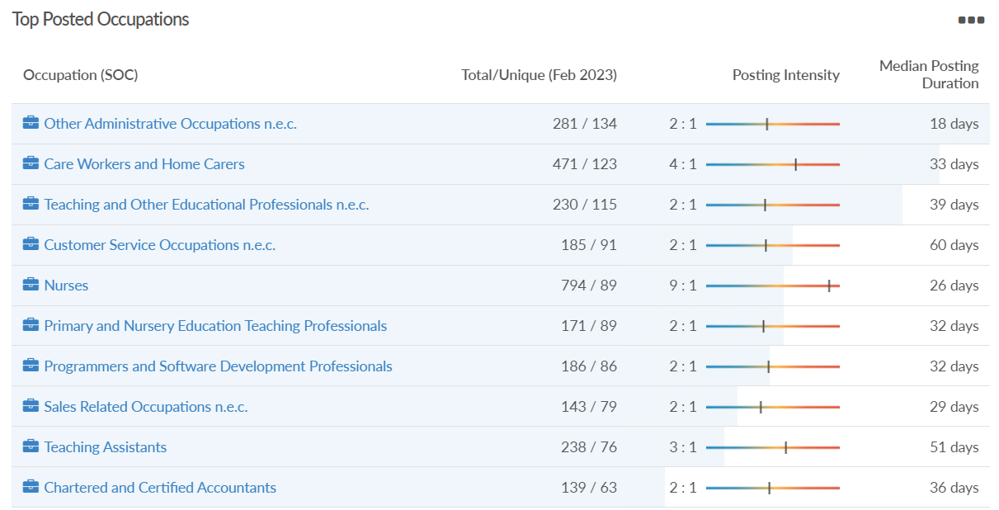 Top Posted Occupations
Occupation (SOC) Total/Unique (Feb 2023) Posting Intensity Median Posting
Duration
Other Administrative Occupations n.e.c. 281 / 134 2 : 1 18 days
Care Workers and Home Carers 471 / 123 4 : 1 33 days
Teaching and Other Educational Professionals n.e.c. 230 / 115 2 : 1 39 days
Customer Service Occupations n.e.c. 185 / 91 2 : 1 60 days
Nurses 794 / 89 9 : 1 26 days
Primary and Nursery Education Teaching Professionals 171 / 89 2 : 1 32 days
Programmers and Software Development Professionals 186 / 86 2 : 1 32 days
Sales Related Occupations n.e.c. 143 / 79 2 : 1 29 days
Teaching Assistants 238 / 76 3 : 1 51 days
Chartered and Certified Accountants 139 / 63 2 : 1 36 days